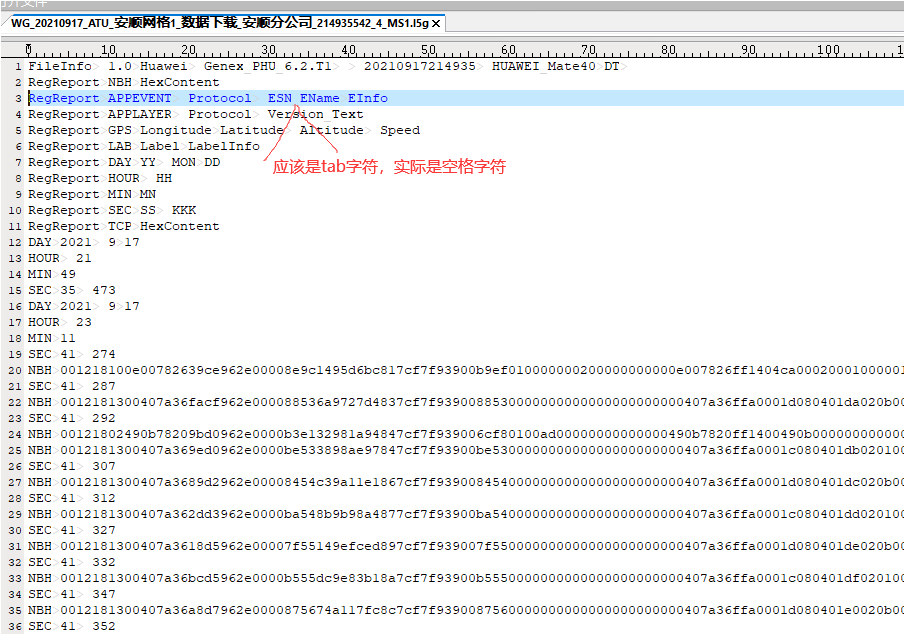 WG_20210917_ATU_安顺网格1_数据下载_安顺分公司_214935542_4_MS1.l5g ×
0 10 20 30 40 50 60 70 80 90 100
1 FileInfo> 1.0>Huawei> Genex_PHU_6.2.T1> > 20210917214935> HUAWEI_Mate40>DT>
2 RegReport>NBH>HexContent
3 RegReport APPEVENT Protocol ESN EName EInfo
4 RegReport>APPLAYER> Protocol> Version_Text
5 RegReport>GPS>Longitude>Latitude> Altitude> Speed
6 RegReport>LAB>Label>LabelInfo
应该是tab字符，实际是空格字符
7 RegReport>DAY>YY> MON>DD
8 RegReport>HOUR> HH
9 RegReport>MIN>MN
10 RegReport>SEC>SS> KKK
11 RegReport>TCP>HexContent
12 DAY>2021> 9>17
13 HOUR> 21
14 MIN>49
15 SEC>35> 473
16 DAY>2021> 9>17
17 HOUR> 23
18 MIN>11
19 SEC>41> 274
20 NBH>001218100e00782639ce962e00008e9c1495d6bc817cf7f93900b9ef01000000000200000000000e007826ff1404ca0002000100001
21 SEC>41> 287
22 NBH>0012181300407a36facf962e000088536a9727d4837cf7f939008853000000000000000000000000407a36ffa0001d080401da020b00
23 SEC>41> 292
24 NBH>00121802490b78209bd0962e0000b3e132981a94847cf7f939006cf80100ad00000000000000490b7820ff1400490b00000000000
25 NBH>0012181300407a369ed0962e0000be533898ae97847cf7f93900be53000000000000000000000000407a36ffa0001c080401db020100
26 SEC>41> 307
27 NBH>0012181300407a3689d2962e00008454c39a11e1867cf7f939008454000000000000000000000000407a36ffa0001d080401dc020b00
28 SEC>41> 312
29 NBH>0012181300407a362dd3962e0000ba548b9b98a4877cf7f93900ba54000000000000000000000000407a36ffa0001c080401dd020100
30 SEC>41> 327
31 NBH>0012181300407a3618d5962e00007f55149efced897cf7f939007f55000000000000000000000000407a36ffa0001d080401de020b00
32 SEC>41> 332
33 NBH>0012181300407a36bcd5962e0000b555dc9e83b18a7cf7f93900b555000000000000000000000000407a36ffa0001c080401df020100
34 SEC>41> 347
35 NBH>0012181300407a36a8d7962e0000875674a117fc8c7cf7f939008756000000000000000000000000407a36ffa0001d080401e0020b00
36 SEC>41> 352